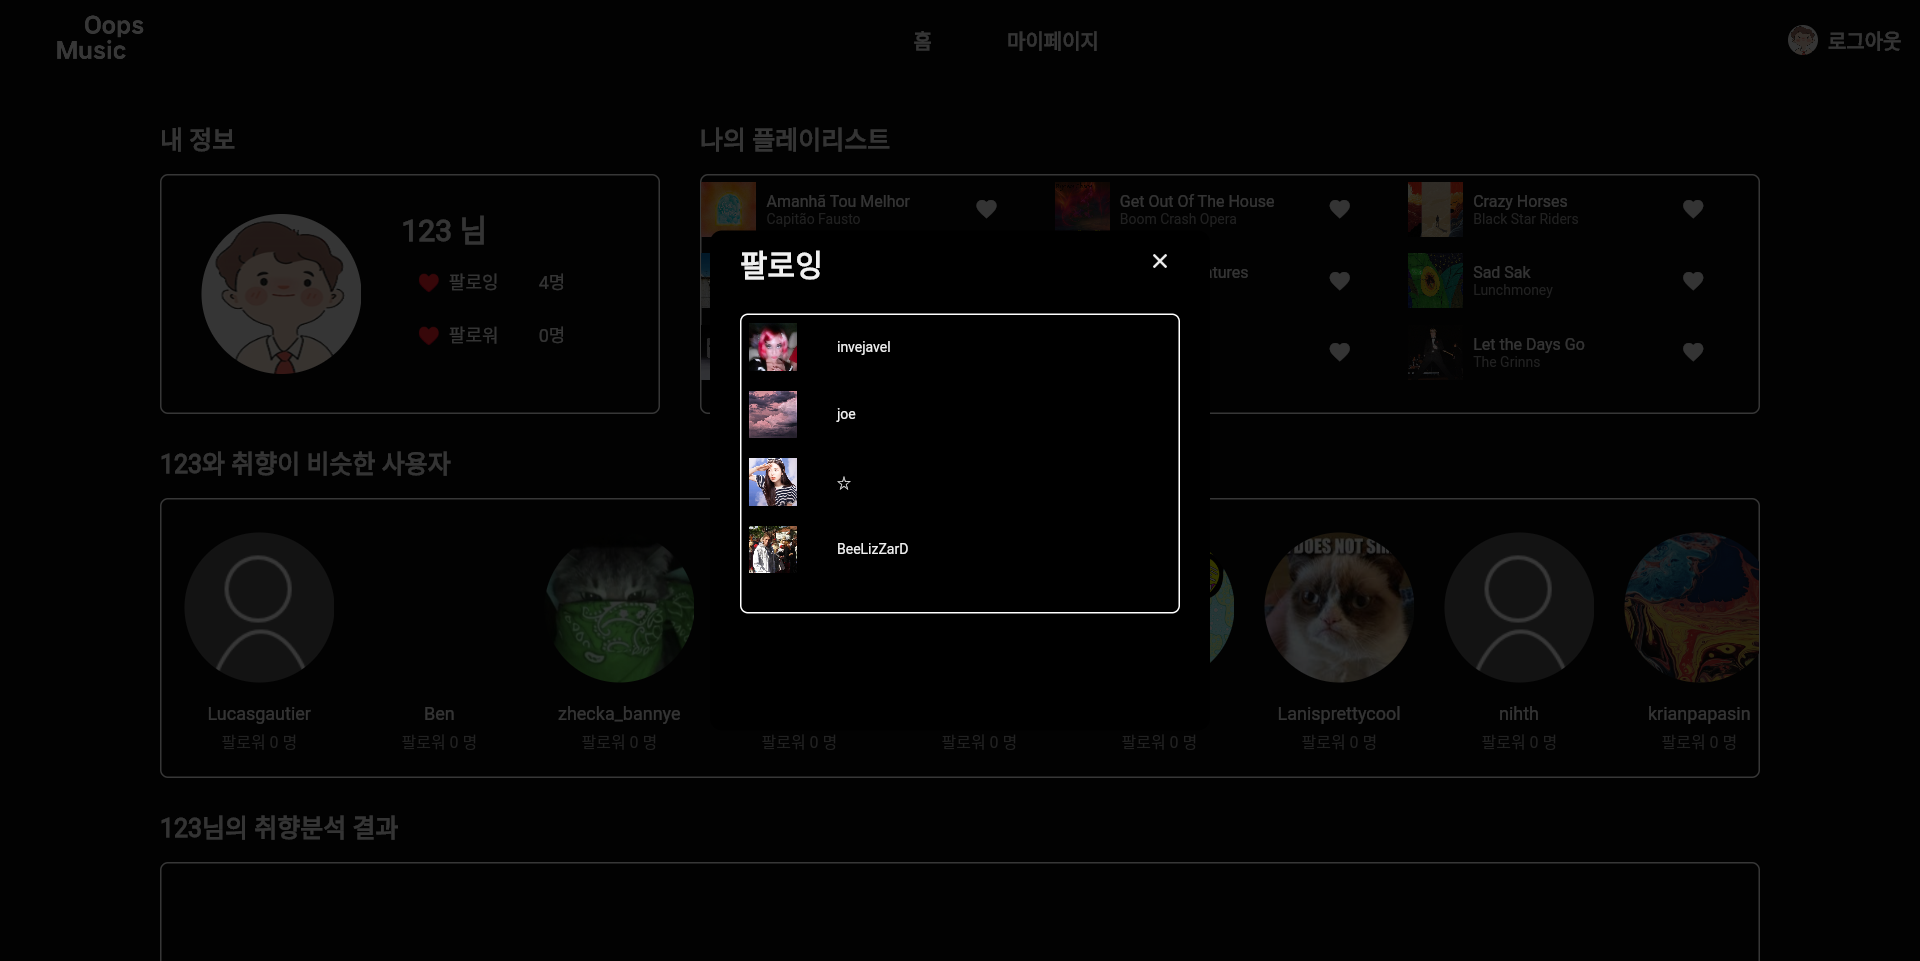 Oops
Music
홈
마이페이지
로그아웃
내 정보
나의 플레이리스트
123 님
팔로잉 4명
팔로워 0명
Amanhã Tou Melhor
Capitão Fausto
Get Out Of The House
Boom Crash Opera
Crazy Horses
Black Star Riders
Sad Sak
Lunchmoney
Let the Days Go
The Grinns
팔로잉
invejavel
joe
☆
BeeLizZarD
123와 취향이 비슷한 사용자
DOES NOT
Lucasgautier
팔로워 0 명
Ben
팔로워 0 명
zhecka_bannye
팔로워 0 명
팔로워 0 명
팔로워 0 명
팔로워 0 명
Lanisprettycool
팔로워 0 명
nihth
팔로워 0 명
krianpapasin
팔로워 0 명
123님의 취향분석 결과